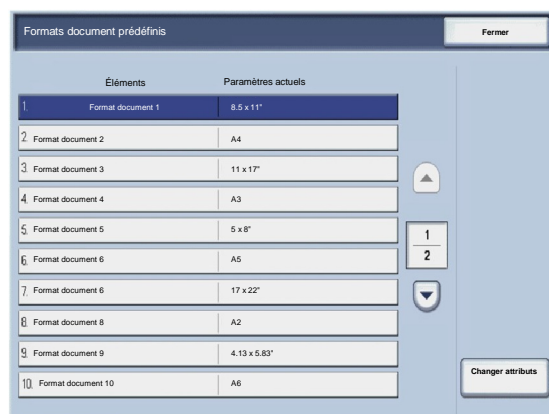 Formats document prédéfinis
Fermer
Éléments Paramètres actuels
1. Format document 1 8.5 x 11"
2. Format document 2 A4
3. Format document 3 11 x 17"
4. Format document 4 A3
5. Format document 5 5 x 8"
6. Format document 6 A5
7. Format document 6 17 x 22"
8. Format document 8 A2
9. Format document 9 4.13 x 5.83"
10. Format document 10 A6
1
2
Changer attributs